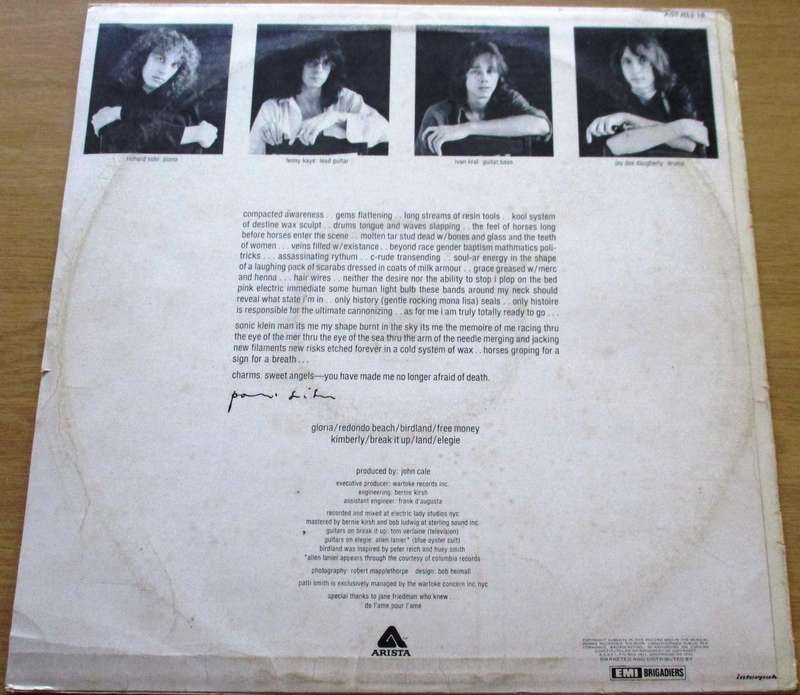 richard sohl: piano
lenny kaye: lead guitar
ivan kral: guitar, bass
jay dee daugherty: drums
compacted awareness . . gems flattening . . long streams of resin tools . . kool system
of destine wax sculpt . . drums tongue and waves slapping . . the feel of horses long
before horses enter the scene . . molten tar stud dead w/bones and glass and the teeth
of women . . . veins filled w/existance . . beyond race gender baptism mathmatics poli-
tricks . . . assassinating rythum . . c-rude transending . . soul-ar energy in the shape
of a laughing pack of scarabs dressed in coats of milk armour . . grace greased w/merc
and henna . . . hair wires . . neither the desire nor the ability to stop i plop on the bed
pink electric immediate some human light bulb these bands around my neck should
reveal what state i'm in . . only history (gentle rocking mona lisa) seals . . only histoire
is responsible for the ultimate cannonizing . . as for me i am truly totally ready to go . . .
sonic klein man its me my shape burnt in the sky its me the memoire of me racing thru
the eye of the mer thru the eye of the sea thru the arm of the needle merging and jacking
new filaments new risks etched forever in a cold system of wax . . horses groping for a
sign for a breath . . .
charms. sweet angels—you have made me no longer afraid of death.
gloria/redondo beach/birdland/free money
kimberly/break it up/land/elegie
produced by: john cale
executive producer: wartoke records inc.
engineering: bernie kirsh
assistant engineer: frank d'augusta
recorded and mixed at electric lady studios nyc
mastered by bernie kirsh and bob ludwig at sterling sound inc.
guitars on break it up: tom verlaine (television)
guitars on elegie: allen lanier* (blue oyster cult)
birdland was inspired by peter reich and huey smith
*allen lanier appears through the courtesy of columbia records
photography: robert mapplethorpe design: bob heimall
patti smith is exclusively managed by the wartoke concern inc. nyc
special thanks to jane friedman who knew . .
de l'ame pour l'amé
ARISTA
MARKETED AND DISTRIBUTED BY
EMI BRIGADIERS
interpak